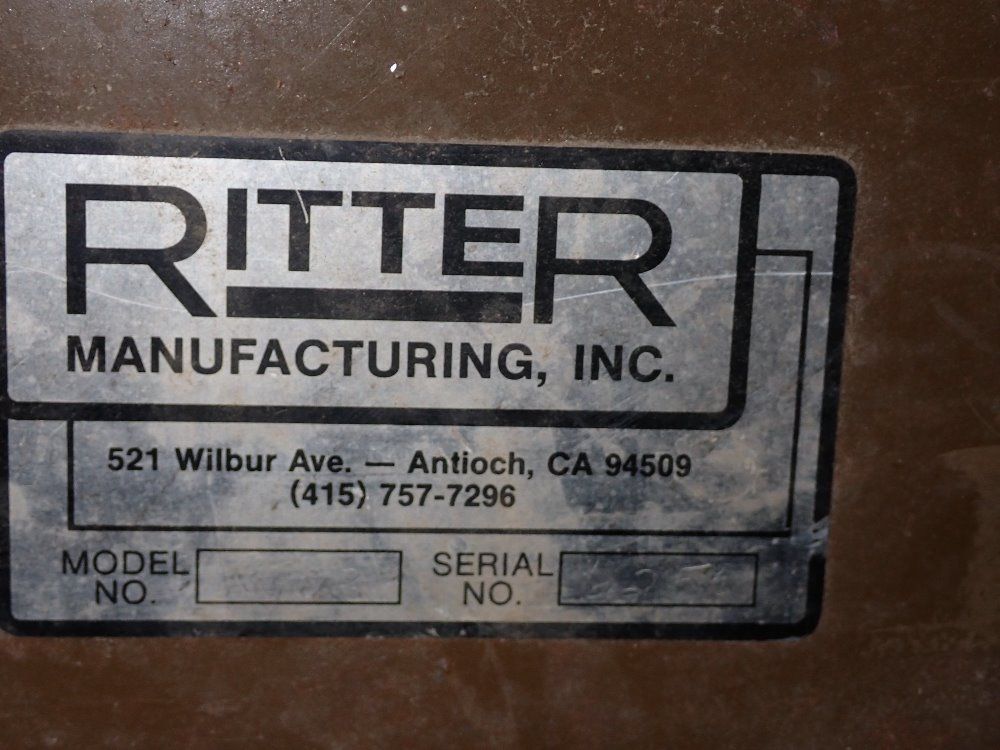 RITTER
MANUFACTURING, INC.
521 Wilbur Ave. — Antioch, CA 94509
(415) 757-7296
MODEL NO.
SERIAL NO.